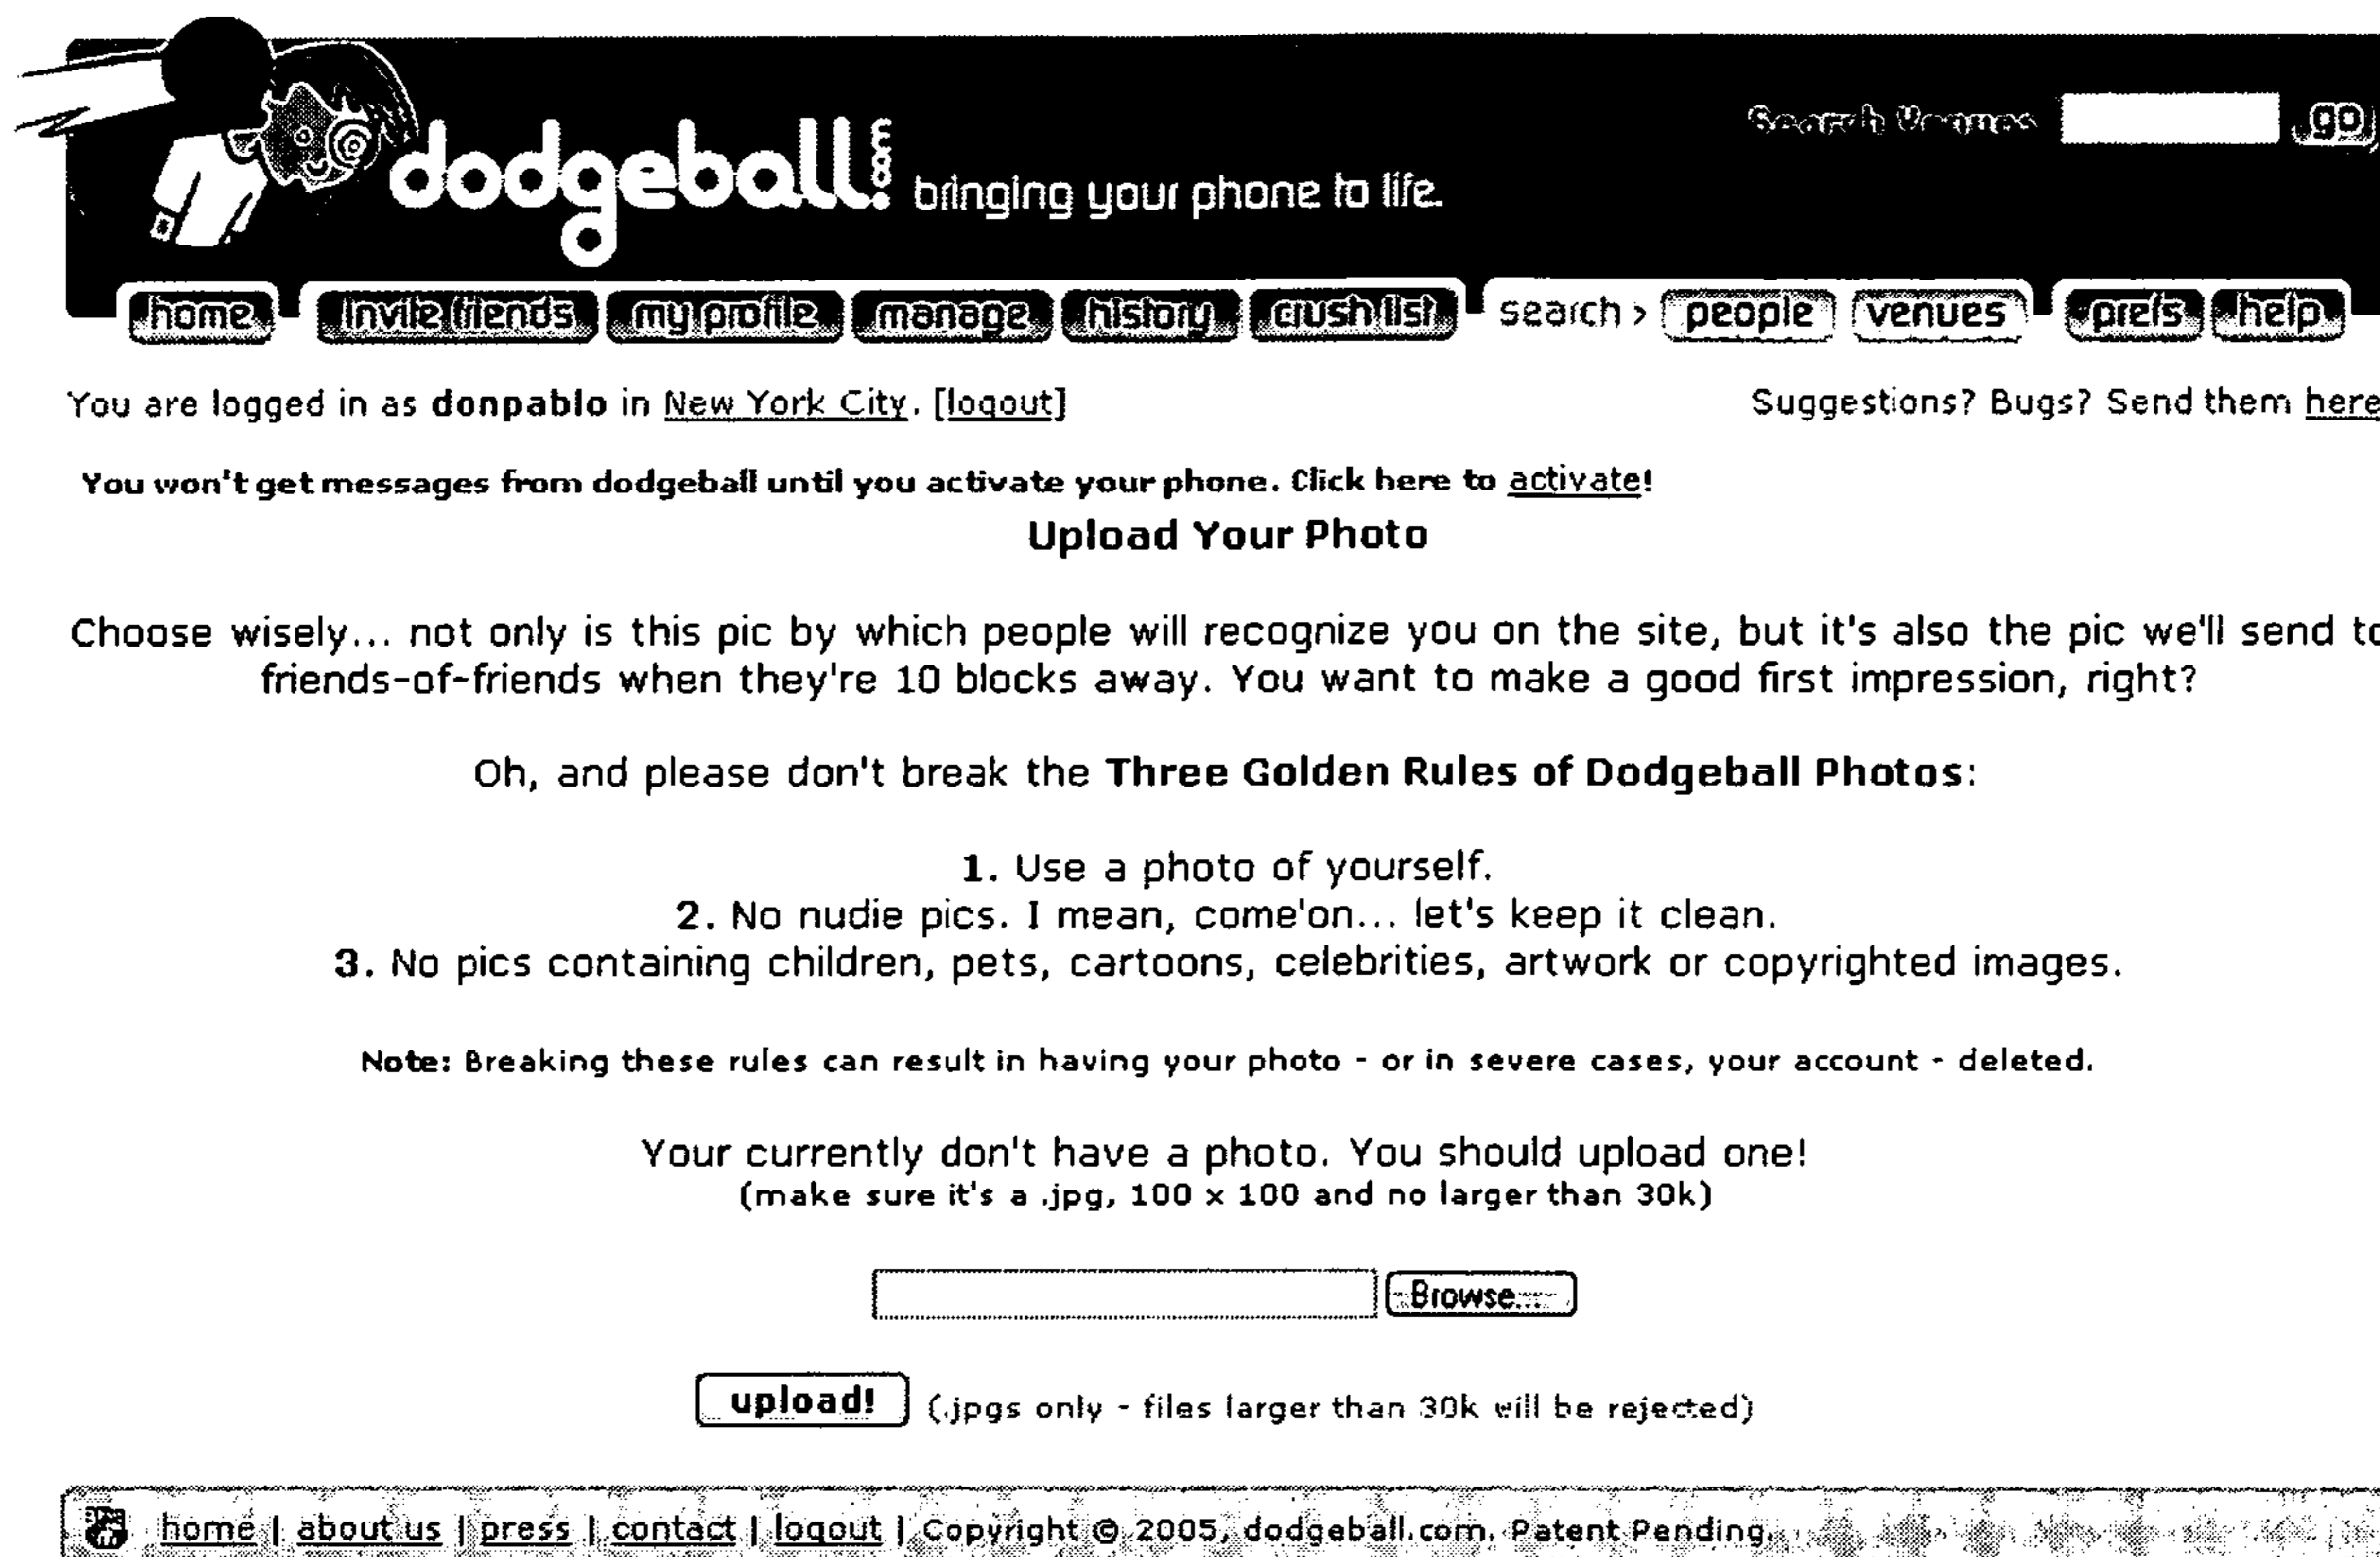 dodgeball.com bringing your phone to life.
Search Venues go
home invite friends my profile manage history crush list search > people venues prefs help
You are logged in as donpablo in New York City. [logout] Suggestions? Bugs? Send them here
You won't get messages from dodgeball until you activate your phone. Click here to activate!
Upload Your Photo
Choose wisely... not only is this pic by which people will recognize you on the site, but it's also the pic we'll send to
friends-of-friends when they're 10 blocks away. You want to make a good first impression, right?
Oh, and please don't break the Three Golden Rules of Dodgeball Photos:
1. Use a photo of yourself.
2. No nudie pics. I mean, come'on... let's keep it clean.
3. No pics containing children, pets, cartoons, celebrities, artwork or copyrighted images.
Note: Breaking these rules can result in having your photo - or in severe cases, your account - deleted.
Your currently don't have a photo. You should upload one!
(make sure it's a .jpg, 100 x 100 and no larger than 30k)
Browse...
upload! (.jpgs only - files larger than 30k will be rejected)
home | about us | press | contact | logout | Copyright © 2005, dodgeball.com. Patent Pending.